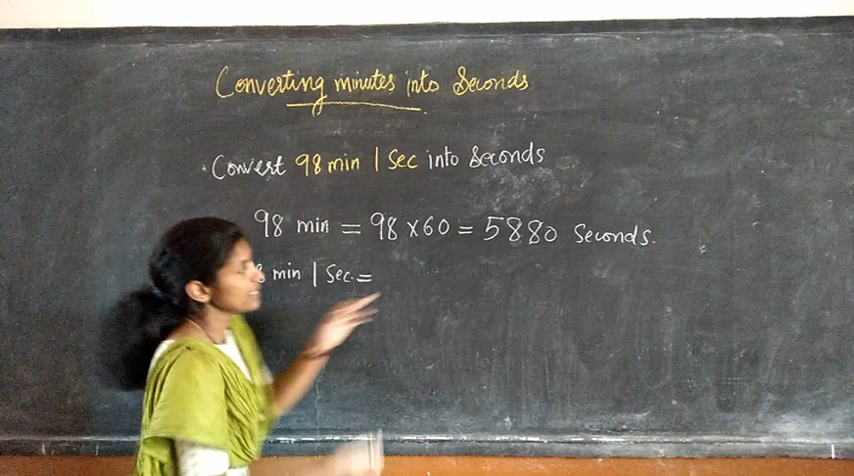 Converting minutes into Seconds
Convert 98 min 1 Sec into Seconds
98 min = 98 x 60 = 5880 Seconds.
8 min 1 Sec. =